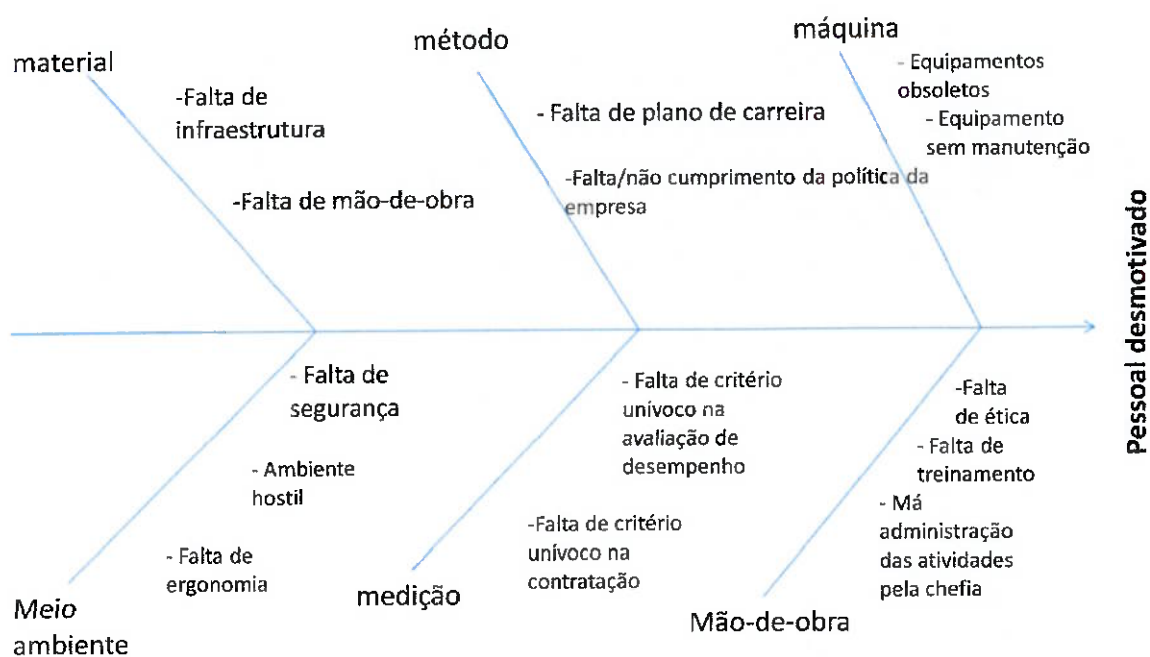 material
-Falta de
infraestrutura
-Falta de mão-de-obra
método
- Falta de plano de carreira
-Falta/não cumprimento da política da
empresa
máquina
- Equipamentos
obsoletos
- Equipamento
sem manutenção
Pessoal desmotivado
- Falta de
segurança
- Ambiente
hostil
- Falta de
ergonomia
Meio
ambiente
- Falta de critério
unívoco na
avaliação de
desempenho
-Falta de critério
unívoco na
contratação
medição
-Falta
de ética
- Falta de
treinamento
- Má
administração
das atividades
pela chefia
Mão-de-obra